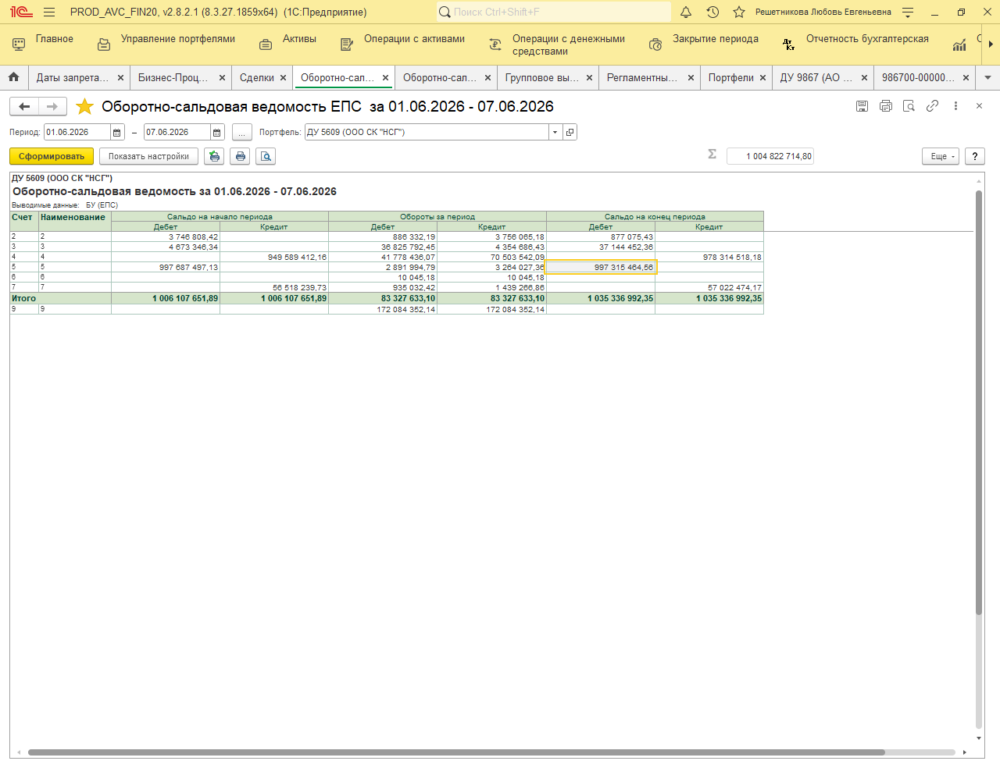 PROD_AVC_FIN20, v2.8.2.1 (8.3.27.1859x64) (1С:Предприятие)
Поиск Ctrl+Shift+F
Решетникова Любовь Евгеньевна
Главное
Управление портфелями
Активы
Операции с активами
Операции с денежными средствами
Закрытие периода
Отчетность бухгалтерская
Даты запрета...
Бизнес-Проц...
Сделки
Оборотно-сал...
Оборотно-сал...
Групповое вы...
Регламентны...
Портфели
ДУ 9867 (АО ...
986700-00000...
Оборотно-сальдовая ведомость ЕПС за 01.06.2026 - 07.06.2026
Период: 01.06.2026 – 07.06.2026 ... Портфель: ДУ 5609 (ООО СК "НСГ")
Сформировать Показать настройки Σ 1 004 822 714,80 Еще ?
ДУ 5609 (ООО СК "НСГ")
Оборотно-сальдовая ведомость за 01.06.2026 - 07.06.2026
Выводимые данные: БУ (ЕПС)
Счет Наименование Сальдо на начало периода Обороты за период Сальдо на конец периода
Дебет Кредит Дебет Кредит Дебет Кредит
2 2 3 746 808,42 886 332,19 3 756 065,18 877 075,43
3 3 4 673 346,34 36 825 792,45 4 354 686,43 37 144 452,36
4 4 949 589 412,16 41 778 436,07 70 503 542,09 978 314 518,18
5 5 997 687 497,13 2 891 994,79 3 264 027,36 997 315 464,56
6 6 10 045,18 10 045,18
7 7 56 518 239,73 935 032,42 1 439 266,86 57 022 474,17
Итого 1 006 107 651,89 1 006 107 651,89 83 327 633,10 83 327 633,10 1 035 336 992,35 1 035 336 992,35
9 9 172 084 352,14 172 084 352,14